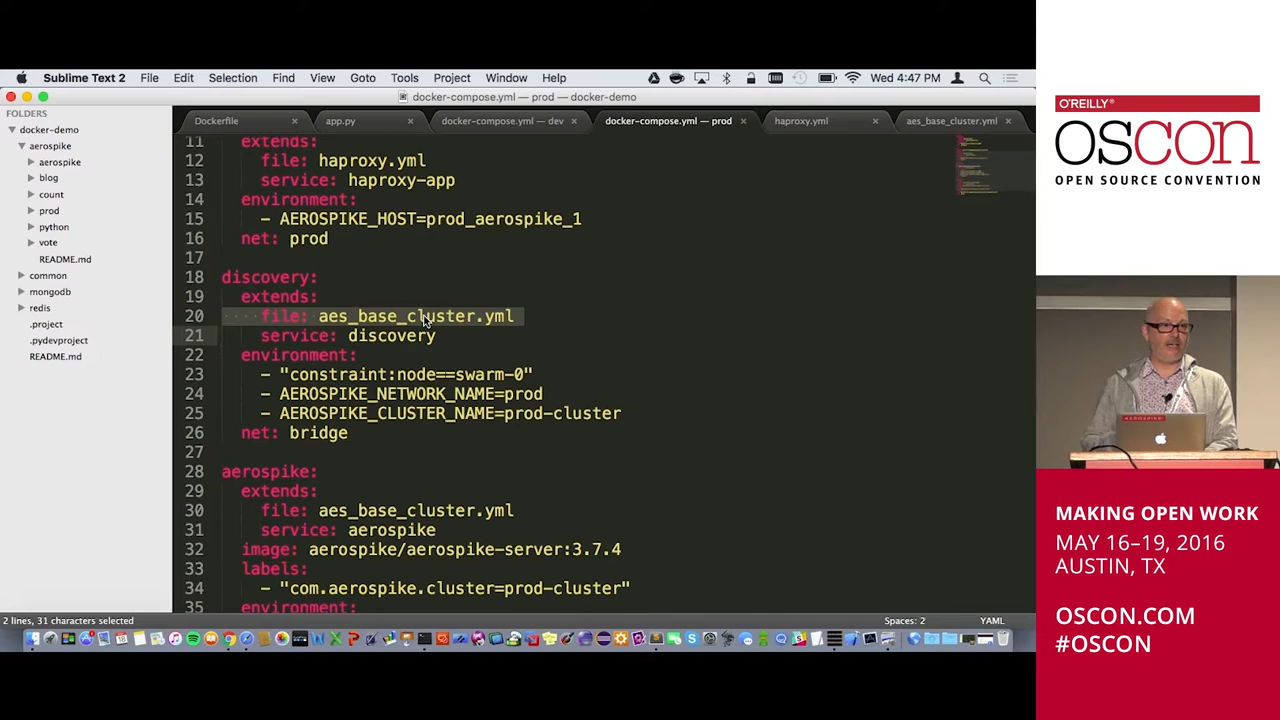 Sublime Text 2 File Edit Selection Find View Goto Tools Project Window Help Wed 4:47 PM
docker-compose.yml — prod — docker-demo
FOLDERS
docker-demo
aerospike
aerospike
blog
count
prod
python
vote
README.md
common
mongodb
redis
.project
.pydevproject
README.md
Dockerfile app.py docker-compose.yml — dev docker-compose.yml — prod haproxy.yml aes_base_cluster.yml
11 extends:
12 file: haproxy.yml
13 service: haproxy-app
14 environment:
15 - AEROSPIKE_HOST=prod_aerospike_1
16 net: prod
17
18 discovery:
19 extends:
20 file: aes_base_cluster.yml
21 service: discovery
22 environment:
23 - "constraint:node==swarm-0"
24 - AEROSPIKE_NETWORK_NAME=prod
25 - AEROSPIKE_CLUSTER_NAME=prod-cluster
26 net: bridge
27
28 aerospike:
29 extends:
30 file: aes_base_cluster.yml
31 service: aerospike
32 image: aerospike/aerospike-server:3.7.4
33 labels:
34 - "com.aerospike.cluster=prod-cluster"
35 environment:
2 lines, 31 characters selected Spaces: 2 YAML
O'REILLY
OSCON
OPEN SOURCE CONVENTION
AEROSPIKE
MAKING OPEN WORK
MAY 16–19, 2016
AUSTIN, TX
OSCON.COM
#OSCON